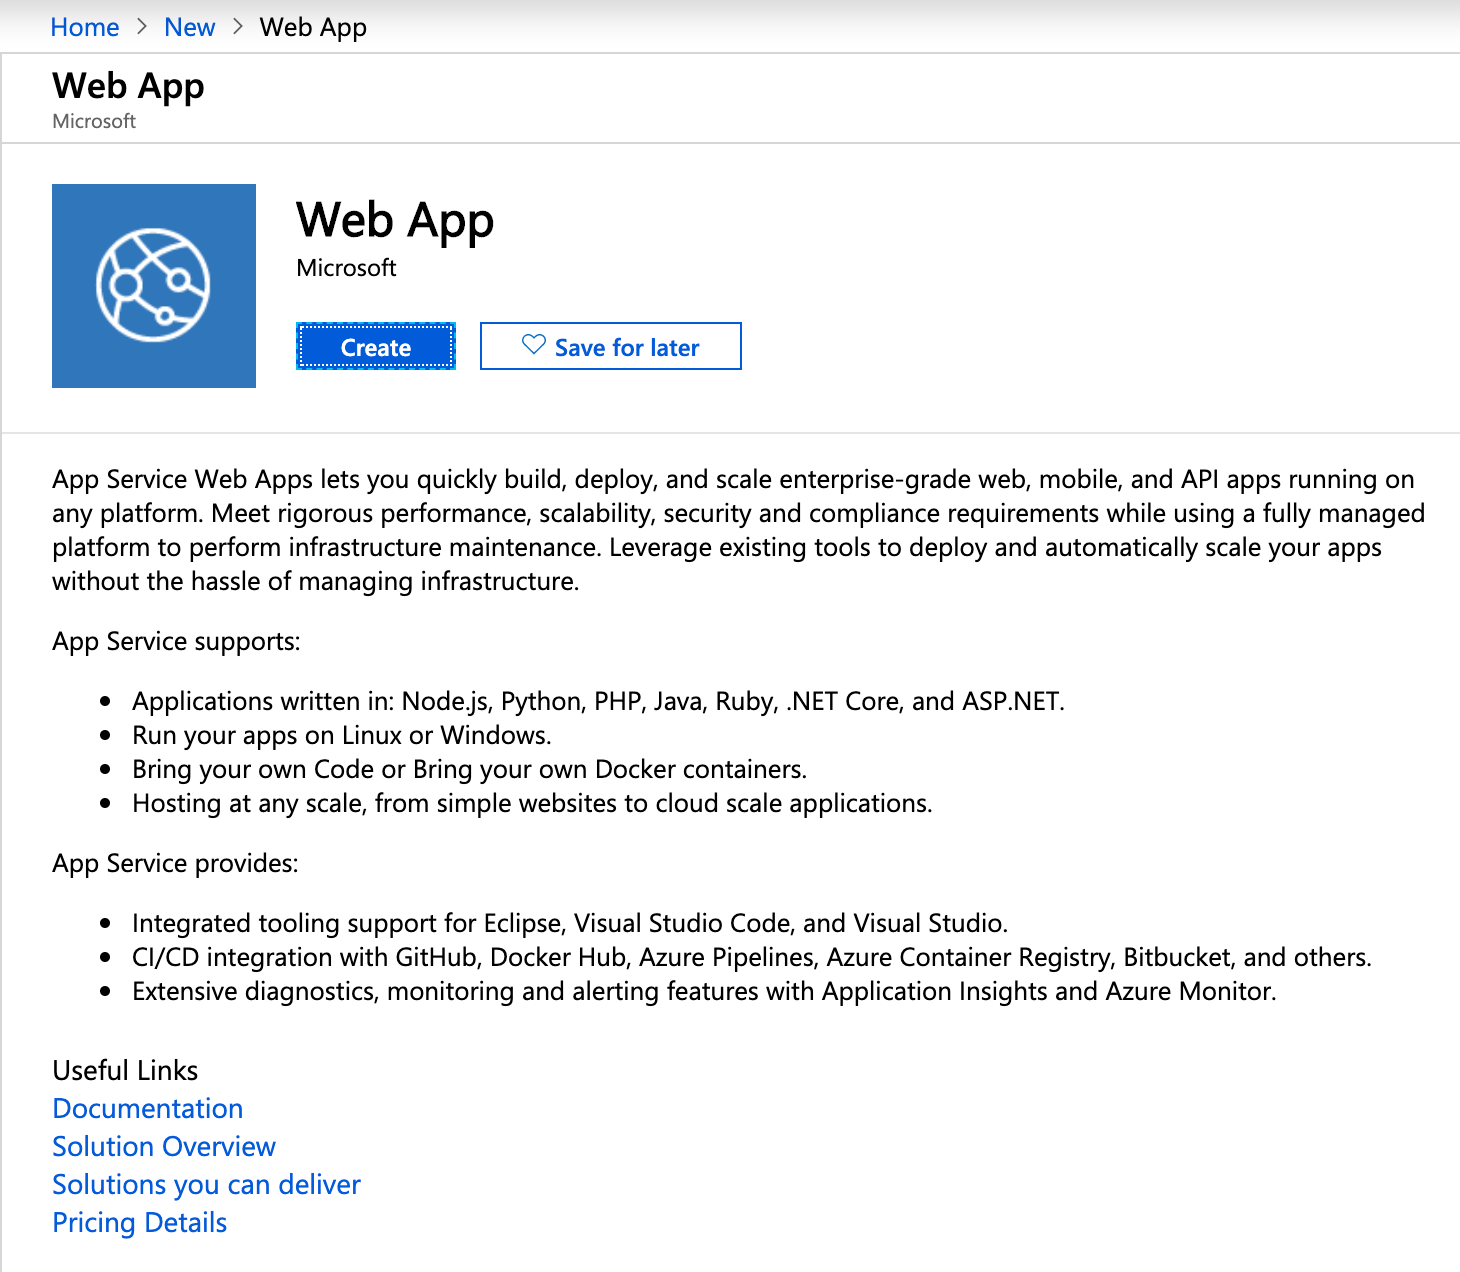 Home > New > Web App
Web App
Microsoft
Web App
Microsoft
Create
Save for later
App Service Web Apps lets you quickly build, deploy, and scale enterprise-grade web, mobile, and API apps running on
any platform. Meet rigorous performance, scalability, security and compliance requirements while using a fully managed
platform to perform infrastructure maintenance. Leverage existing tools to deploy and automatically scale your apps
without the hassle of managing infrastructure.
App Service supports:
• Applications written in: Node.js, Python, PHP, Java, Ruby, .NET Core, and ASP.NET.
• Run your apps on Linux or Windows.
• Bring your own Code or Bring your own Docker containers.
• Hosting at any scale, from simple websites to cloud scale applications.
App Service provides:
• Integrated tooling support for Eclipse, Visual Studio Code, and Visual Studio.
• CI/CD integration with GitHub, Docker Hub, Azure Pipelines, Azure Container Registry, Bitbucket, and others.
• Extensive diagnostics, monitoring and alerting features with Application Insights and Azure Monitor.
Useful Links
Documentation
Solution Overview
Solutions you can deliver
Pricing Details